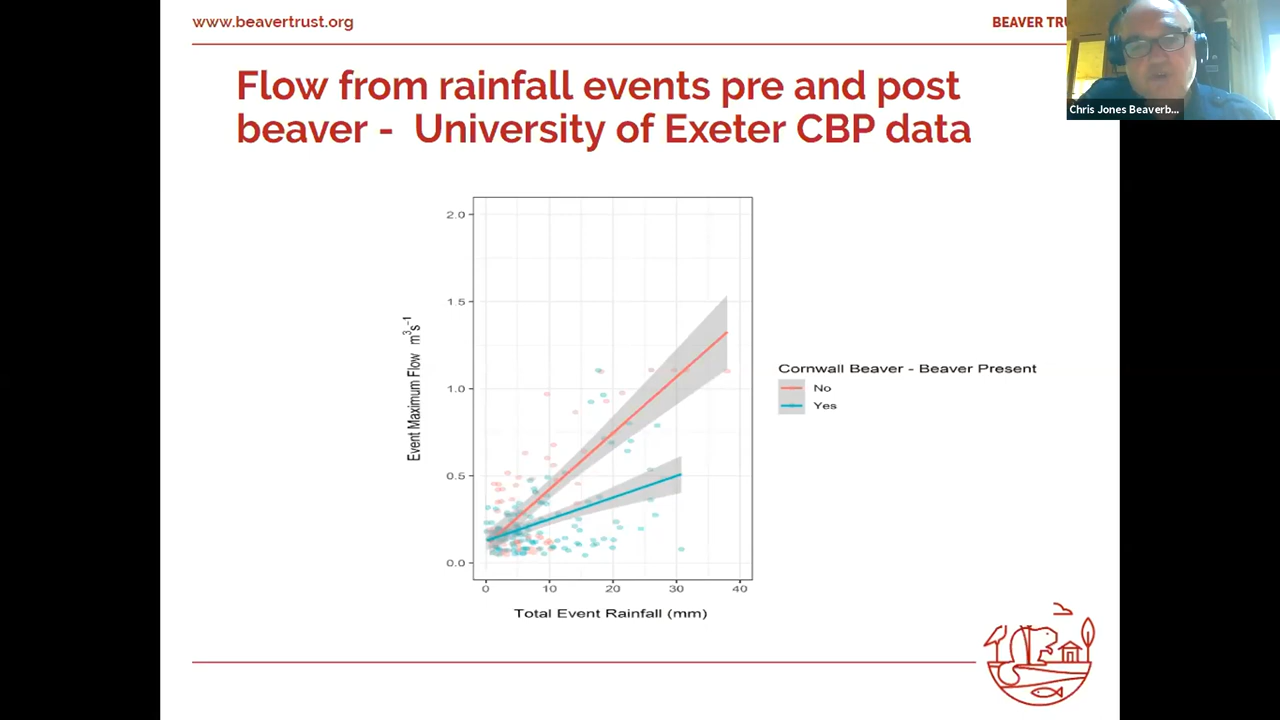 www.beavertrust.org
BEAVER TRU
Chris Jones Beaverb...
Flow from rainfall events pre and post
beaver - University of Exeter CBP data
2.0
1.5
1.0
0.5
0.0
Event Maximum Flow m³s⁻¹
0 10 20 30 40
Total Event Rainfall (mm)
Cornwall Beaver - Beaver Present
No
Yes